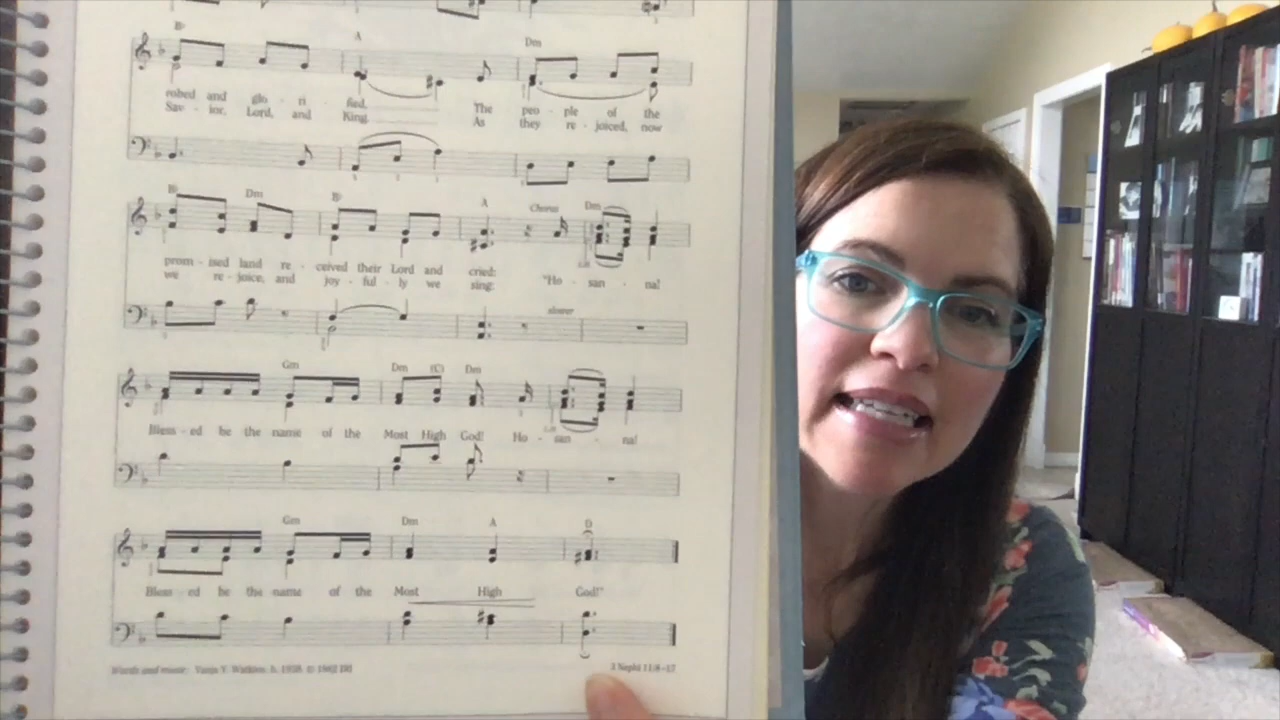 B♭ A Dm
robed and glo - ri - fied. The peo - ple of the
Sav - ior, Lord, and King. As they re - joiced, now
B♭ Dm B♭ A Chorus Dm
prom - ised land re - ceived their Lord and cried: "Ho - san - na!
we re - joice, and joy - ful - ly we sing:
slower
Gm Dm (C) Dm
Bless - ed be the name of the Most High God! Ho - san - na!
Gm Dm A D
Bless - ed be the name of the Most High God!"
Words and music: Vanja Y. Watkins, b. 1938. © 1982 IRI 3 Nephi 11:8–17